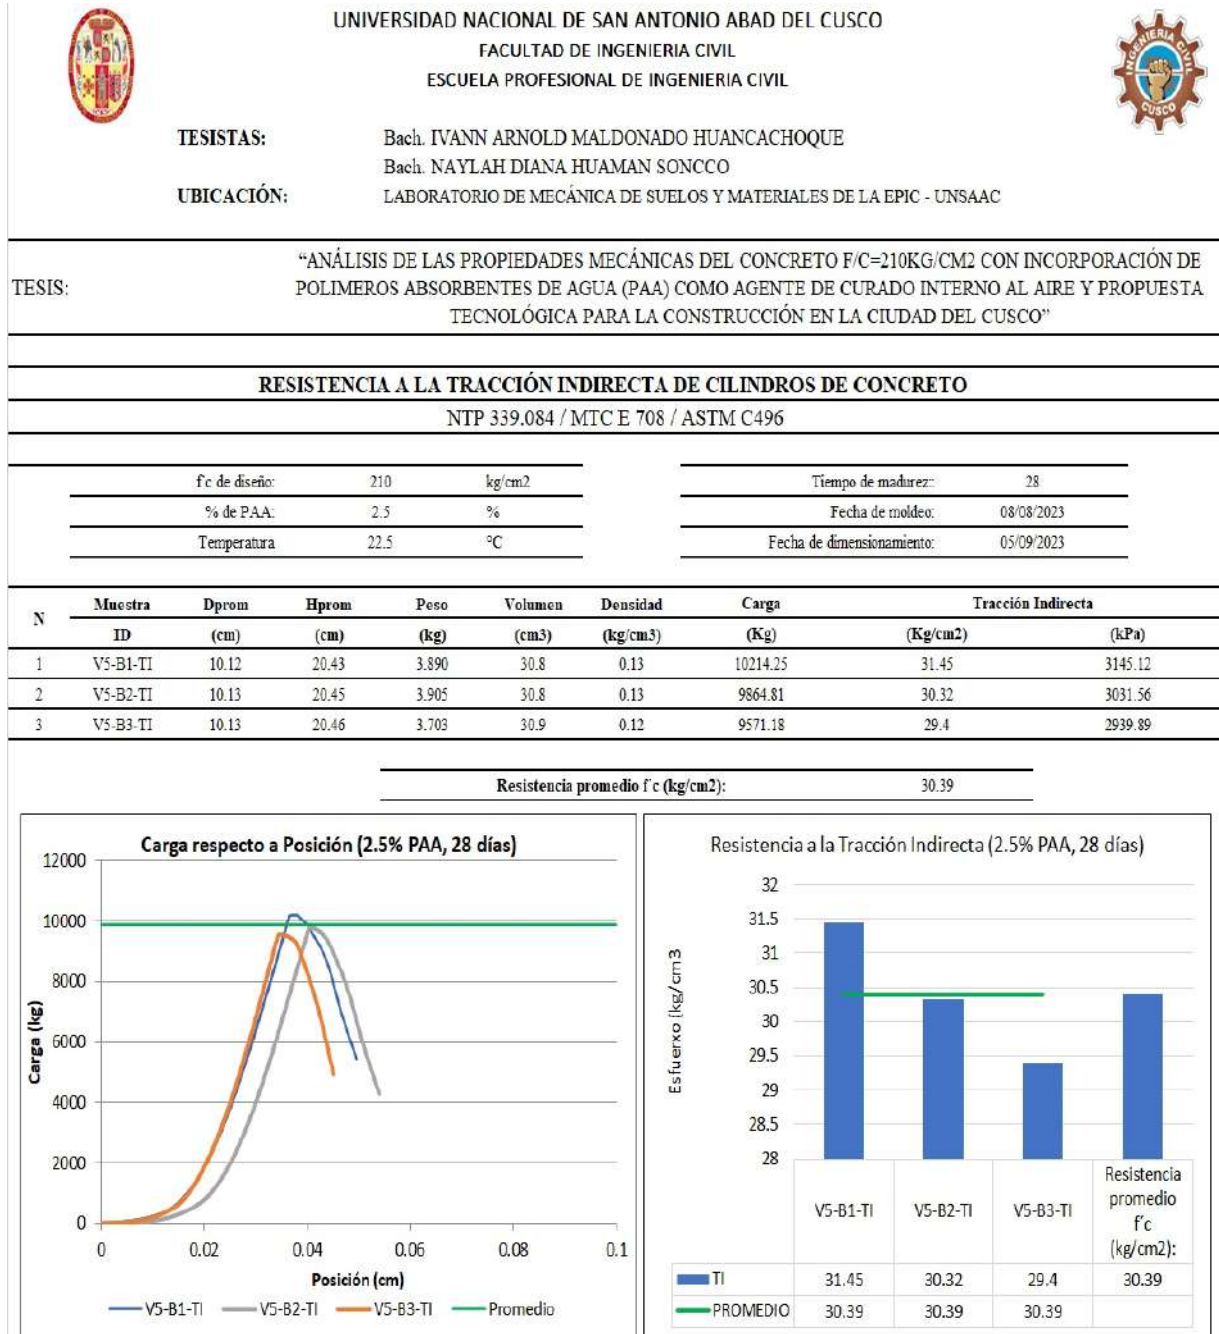 UNIVERSIDAD NACIONAL DE SAN ANTONIO ABAD DEL CUSCO
FACULTAD DE INGENIERIA CIVIL
ESCUELA PROFESIONAL DE INGENIERIA CIVIL
INGENIERIA CIVIL
CUSCO
TESISTAS: Bach. IVANN ARNOLD MALDONADO HUANCACHOQUE
Bach. NAYLAH DIANA HUAMAN SONCCO
UBICACIÓN: LABORATORIO DE MECÁNICA DE SUELOS Y MATERIALES DE LA EPIC - UNSAAC
TESIS: “ANÁLISIS DE LAS PROPIEDADES MECÁNICAS DEL CONCRETO F/C=210KG/CM2 CON INCORPORACIÓN DE
POLIMEROS ABSORBENTES DE AGUA (PAA) COMO AGENTE DE CURADO INTERNO AL AIRE Y PROPUESTA
TECNOLÓGICA PARA LA CONSTRUCCIÓN EN LA CIUDAD DEL CUSCO”
RESISTENCIA A LA TRACCIÓN INDIRECTA DE CILINDROS DE CONCRETO
NTP 339.084 / MTC E 708 / ASTM C496
f'c de diseño: 210 kg/cm2 Tiempo de madurez:: 28
% de PAA: 2.5 % Fecha de moldeo: 08/08/2023
Temperatura 22.5 °C Fecha de dimensionamiento: 05/09/2023
N Muestra Dprom Hprom Peso Volumen Densidad Carga Tracción Indirecta
ID (cm) (cm) (kg) (cm3) (kg/cm3) (Kg) (Kg/cm2) (kPa)
1 V5-B1-TI 10.12 20.43 3.890 30.8 0.13 10214.25 31.45 3145.12
2 V5-B2-TI 10.13 20.45 3.905 30.8 0.13 9864.81 30.32 3031.56
3 V5-B3-TI 10.13 20.46 3.703 30.9 0.12 9571.18 29.4 2939.89
Resistencia promedio f´c (kg/cm2): 30.39
Carga respecto a Posición (2.5% PAA, 28 días)
12000
10000
8000
6000
4000
2000
0
Carga (kg)
0 0.02 0.04 0.06 0.08 0.1
Posición (cm)
V5-B1-TI V5-B2-TI V5-B3-TI Promedio
Resistencia a la Tracción Indirecta (2.5% PAA, 28 días)
32
31.5
31
30.5
30
29.5
29
28.5
28
Esfuerxo (kg/cm3
V5-B1-TI V5-B2-TI V5-B3-TI Resistencia
promedio
f´c
(kg/cm2):
TI 31.45 30.32 29.4 30.39
PROMEDIO 30.39 30.39 30.39